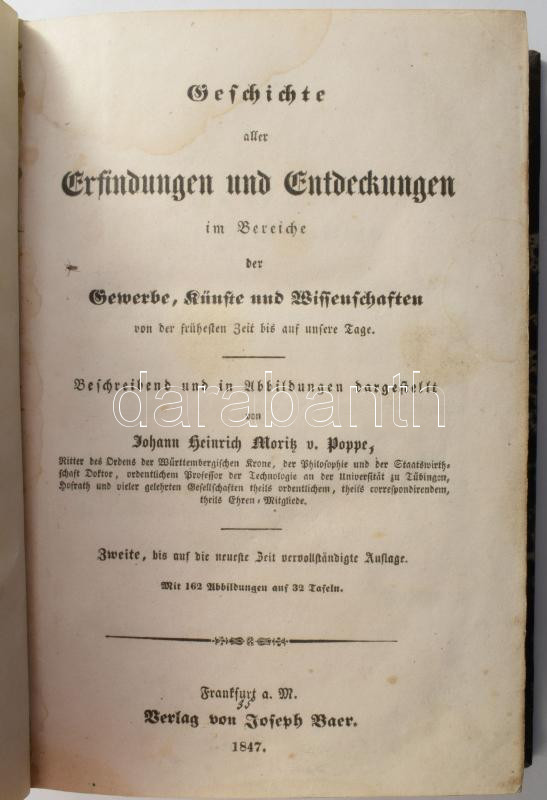 Geschichte
aller
Erfindungen und Entdeckungen
im Bereiche
der
Gewerbe, Künste und Wissenschaften
von der frühesten Zeit bis auf unsere Tage.
Beschreibend und in Abbildungen dargestellt
darabanth
von
Johann Heinrich Moritz v. Poppe,
Ritter des Ordens der Württembergischen Krone, der Philosophie und der Staatswirth-
schaft Doktor, ordentlichem Professor der Technologie an der Universität zu Tübingen,
Hofrath und vieler gelehrten Gesellschaften theils ordentlichem, theils correspondirendem,
theils Ehren-Mitgliede.
Zweite, bis auf die neueste Zeit vervollständigte Auflage.
Mit 162 Abbildungen auf 32 Tafeln.
Frankfurt a. M.
Verlag von Joseph Baer.
1847.